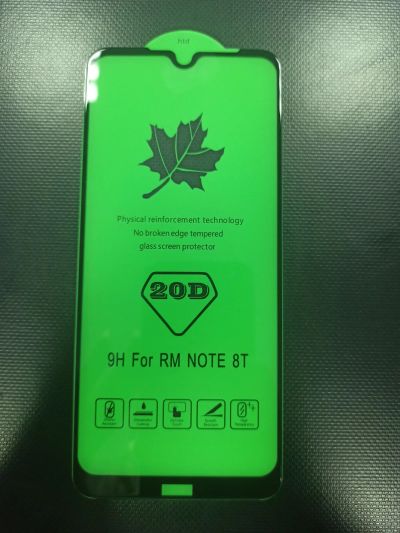 Physical reinforcement technology
No broken edge tempered
glass screen protector
20D
9H For RM NOTE 8T